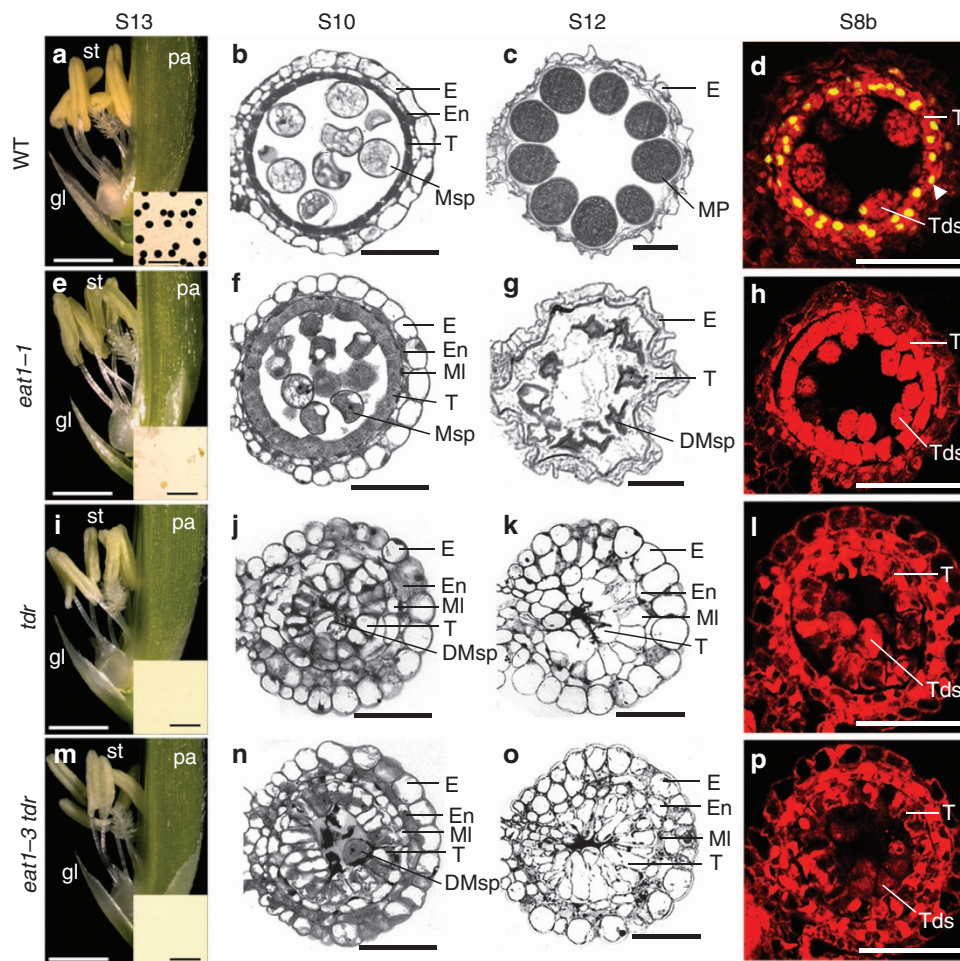 S13 S10 S12 S8b
WT
a st pa gl
b E En T Msp
c E MP
d T Tds
eat1–1
e st pa gl
f E En Ml T Msp
g E T DMsp
h T Tds
tdr
i st pa gl
j E En Ml T DMsp
k E En Ml T
l T Tds
eat1–3 tdr
m st pa gl
n E En Ml T DMsp
o E En Ml T
p T Tds